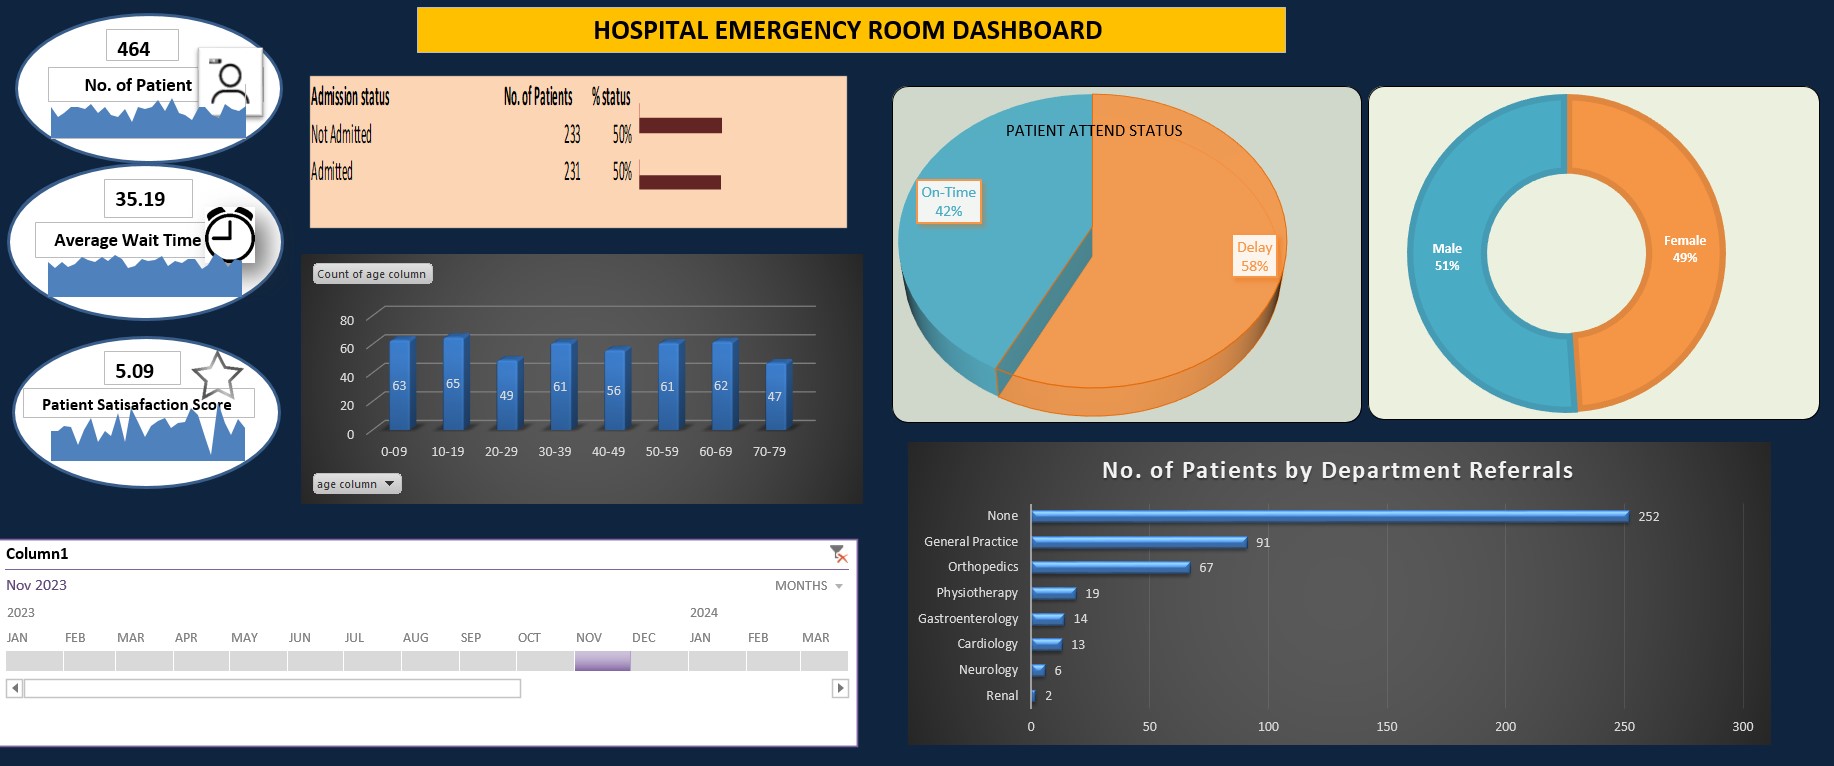 HOSPITAL EMERGENCY ROOM DASHBOARD
464
No. of Patient
35.19
Average Wait Time
5.09
Patient Satisafaction Score
Admission status No. of Patients % status
Not Admitted 233 50%
Admitted 231 50%
Count of age column
80
60
40
20
0
63 65 49 61 56 61 62 47
0-09 10-19 20-29 30-39 40-49 50-59 60-69 70-79
age column
PATIENT ATTEND STATUS
On-Time
42%
Delay
58%
Male
51%
Female
49%
No. of Patients by Department Referrals
None 252
General Practice 91
Orthopedics 67
Physiotherapy 19
Gastroenterology 14
Cardiology 13
Neurology 6
Renal 2
0 50 100 150 200 250 300
Column1
Nov 2023 MONTHS
2023 2024
JAN FEB MAR APR MAY JUN JUL AUG SEP OCT NOV DEC JAN FEB MAR